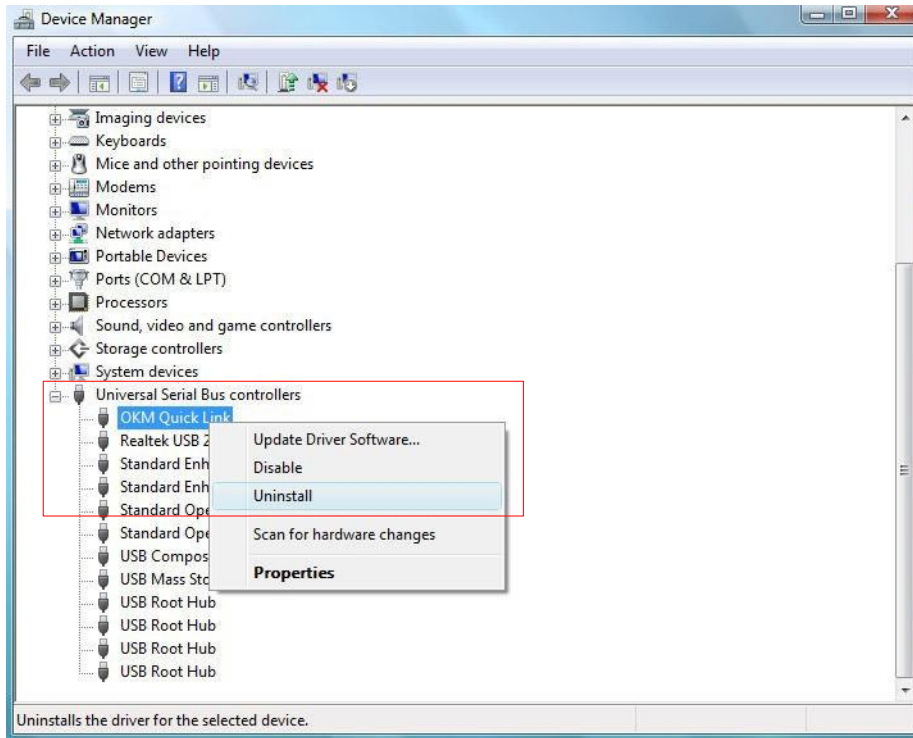 Device Manager
File Action View Help
Imaging devices
Keyboards
Mice and other pointing devices
Modems
Monitors
Network adapters
Portable Devices
Ports (COM & LPT)
Processors
Sound, video and game controllers
Storage controllers
System devices
Universal Serial Bus controllers
OKM Quick Link
Realtek USB 2
Standard Enh
Standard Enh
Standard Ope
Standard Ope
USB Compos
USB Mass Sto
USB Root Hub
USB Root Hub
USB Root Hub
USB Root Hub
Update Driver Software...
Disable
Uninstall
Scan for hardware changes
Properties
Uninstalls the driver for the selected device.